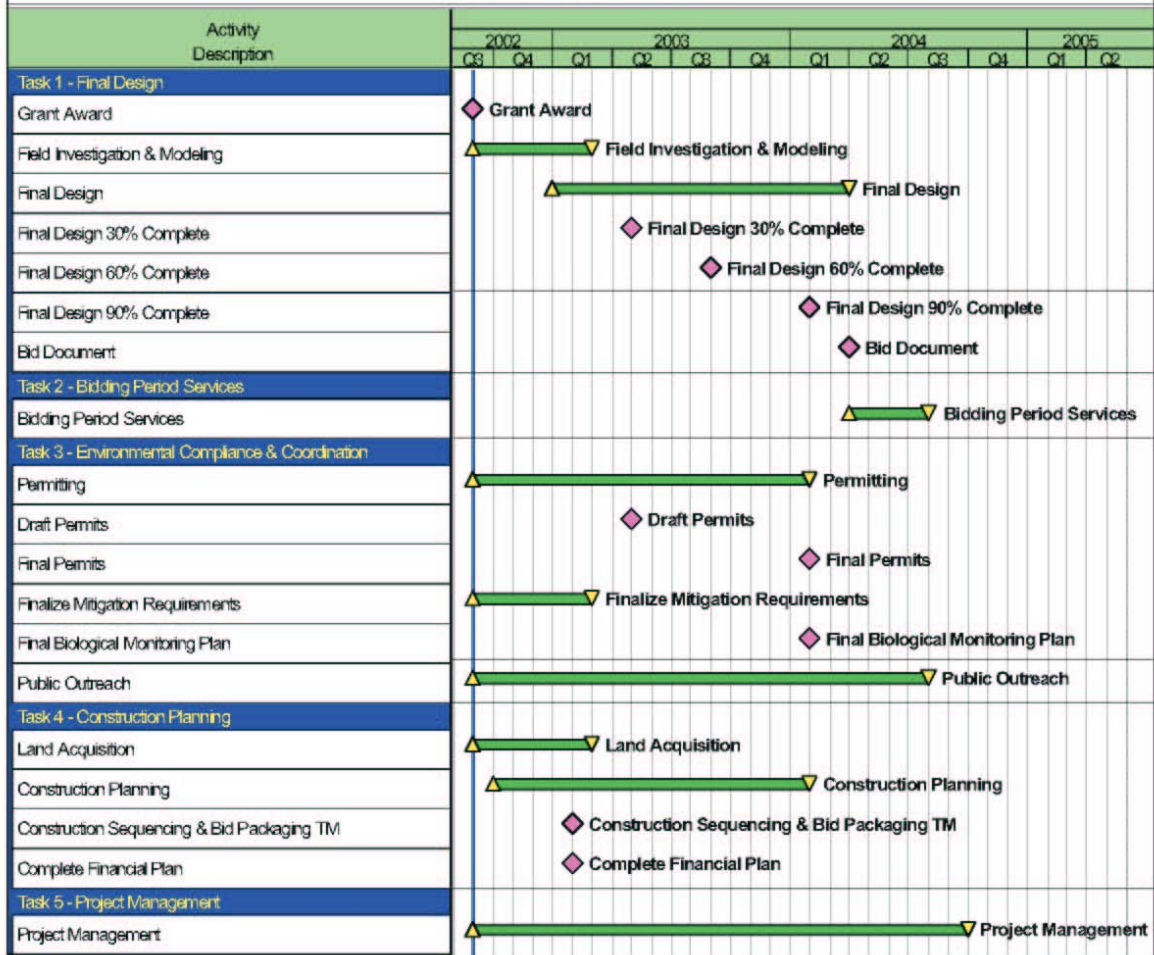 Activity
Description
2002 2003 2004 2005
Q3 Q4 Q1 Q2 Q3 Q4 Q1 Q2 Q3 Q4 Q1 Q2
Task 1 - Final Design
Grant Award Grant Award
Field Investigation & Modeling Field Investigation & Modeling
Final Design Final Design
Final Design 30% Complete Final Design 30% Complete
Final Design 60% Complete Final Design 60% Complete
Final Design 90% Complete Final Design 90% Complete
Bid Document Bid Document
Task 2 - Bidding Period Services
Bidding Period Services Bidding Period Services
Task 3 - Environmental Compliance & Coordination
Permitting Permitting
Draft Permits Draft Permits
Final Permits Final Permits
Finalize Mitigation Requirements Finalize Mitigation Requirements
Final Biological Monitoring Plan Final Biological Monitoring Plan
Public Outreach Public Outreach
Task 4 - Construction Planning
Land Acquisition Land Acquisition
Construction Planning Construction Planning
Construction Sequencing & Bid Packaging TM Construction Sequencing & Bid Packaging TM
Complete Financial Plan Complete Financial Plan
Task 5 - Project Management
Project Management Project Management